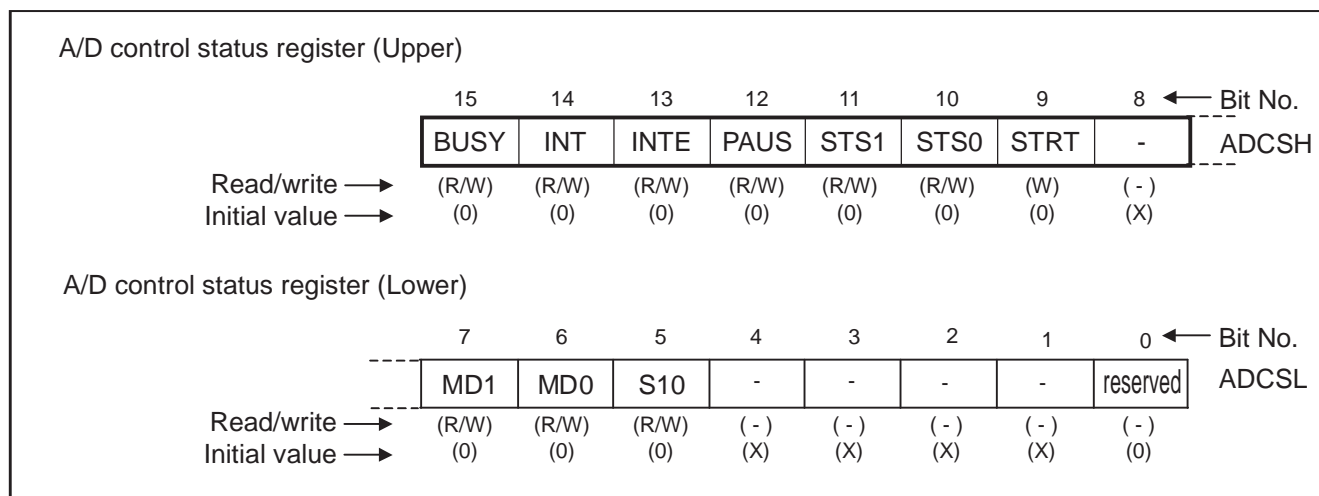 A/D control status register (Upper)
15 14 13 12 11 10 9 8 Bit No.
BUSY INT INTE PAUS STS1 STS0 STRT - ADCSH
Read/write (R/W) (R/W) (R/W) (R/W) (R/W) (R/W) (W) ( - )
Initial value (0) (0) (0) (0) (0) (0) (0) (X)
A/D control status register (Lower)
7 6 5 4 3 2 1 0 Bit No.
MD1 MD0 S10 - - - - reserved ADCSL
Read/write (R/W) (R/W) (R/W) ( - ) ( - ) ( - ) ( - ) ( - )
Initial value (0) (0) (0) (X) (X) (X) (X) (0)